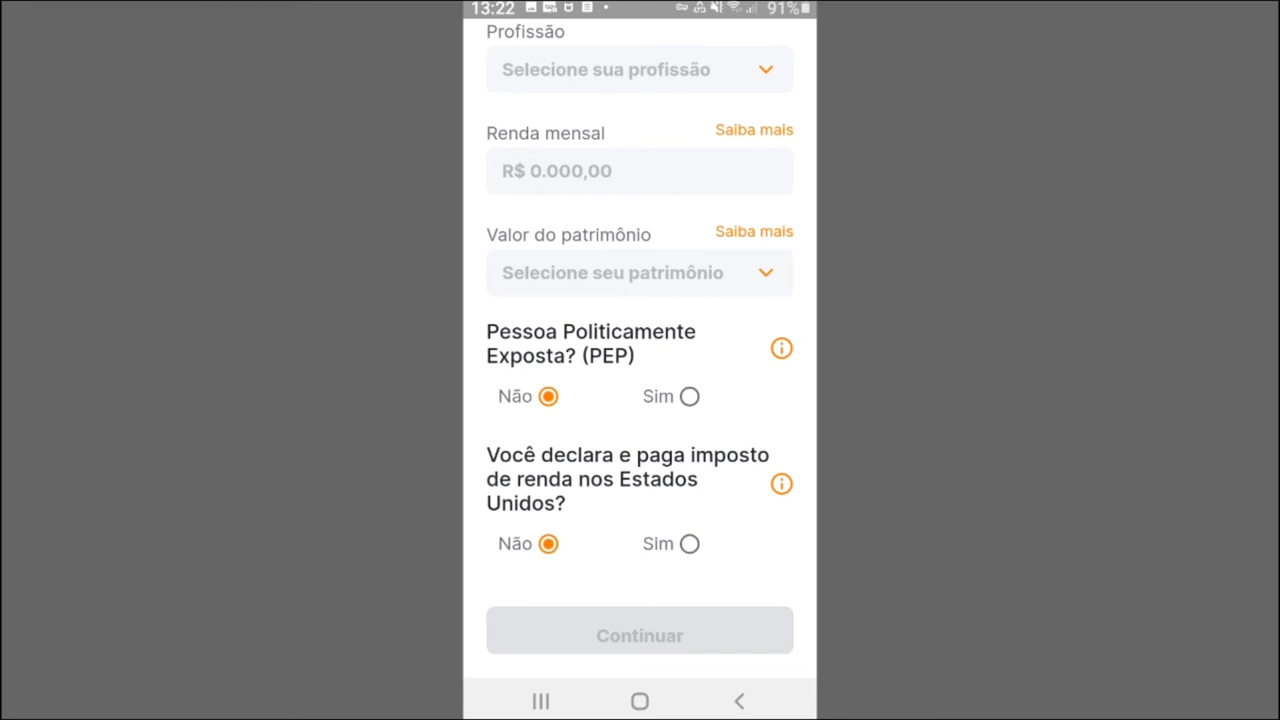 13:22 91%
Profissão
Selecione sua profissão
Renda mensal Saiba mais
R$ 0.000,00
Valor do patrimônio Saiba mais
Selecione seu patrimônio
Pessoa Politicamente
Exposta? (PEP)
Não Sim
Você declara e paga imposto
de renda nos Estados
Unidos?
Não Sim
Continuar